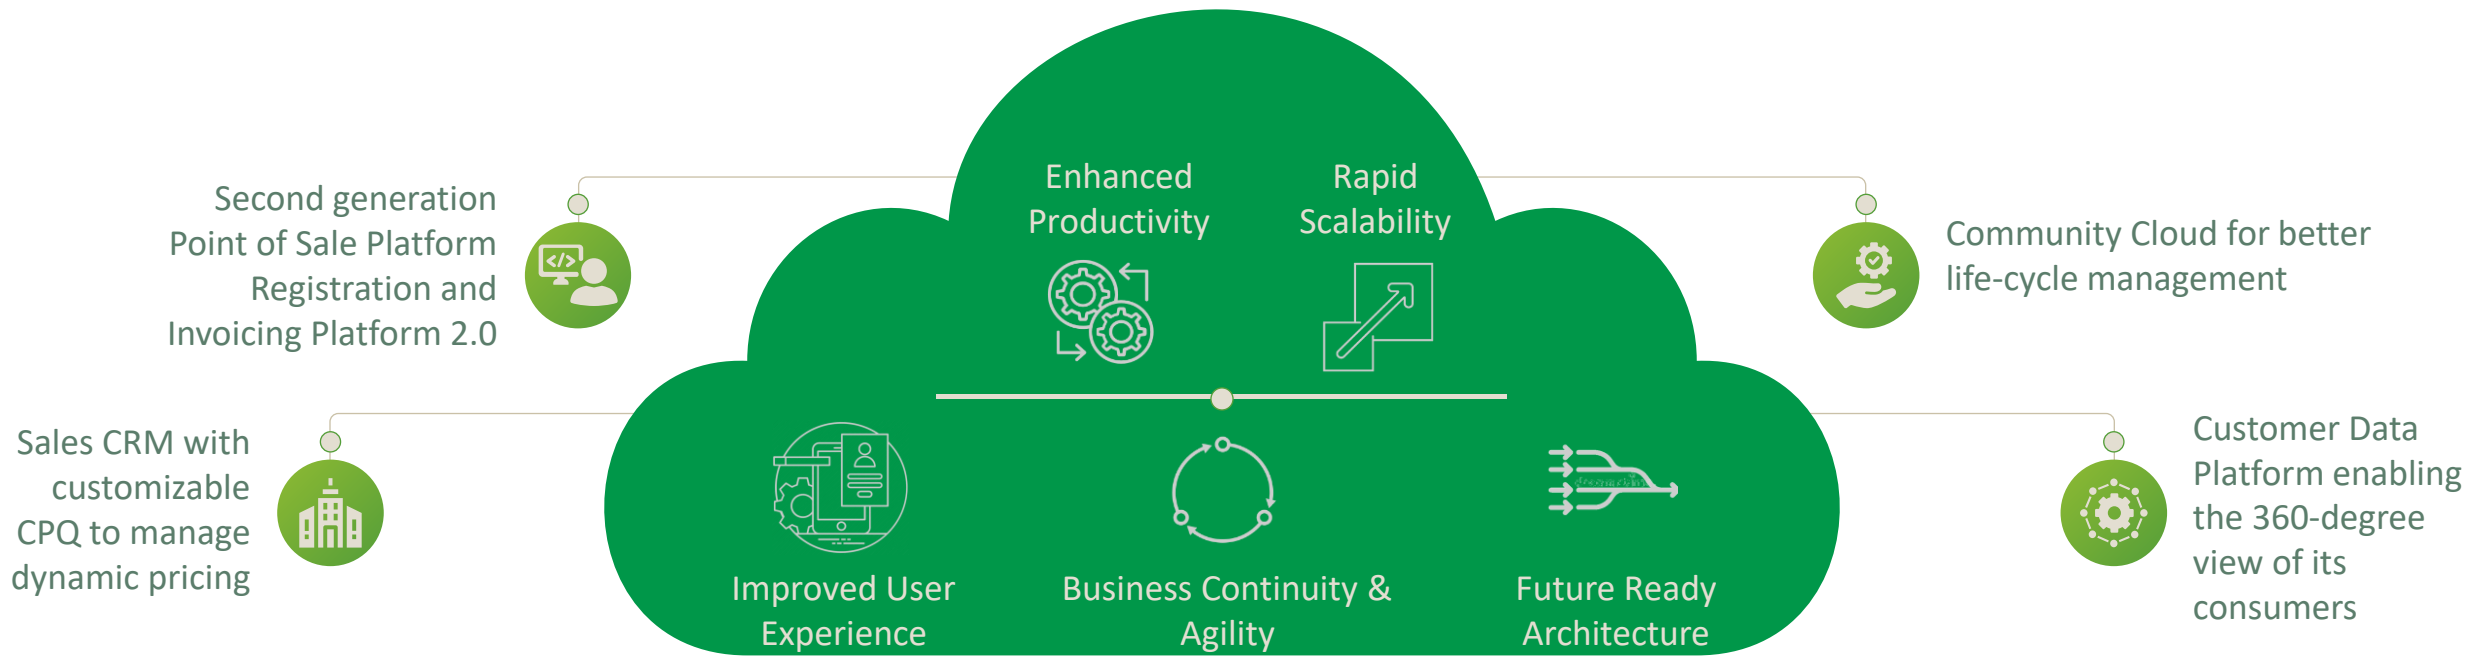 Second generation
Point of Sale Platform
Registration and
Invoicing Platform 2.0
Sales CRM with
customizable
CPQ to manage
dynamic pricing
Enhanced
Productivity
Rapid
Scalability
Improved User
Experience
Business Continuity &
Agility
Future Ready
Architecture
Community Cloud for better
life-cycle management
Customer Data
Platform enabling
the 360-degree
view of its
consumers